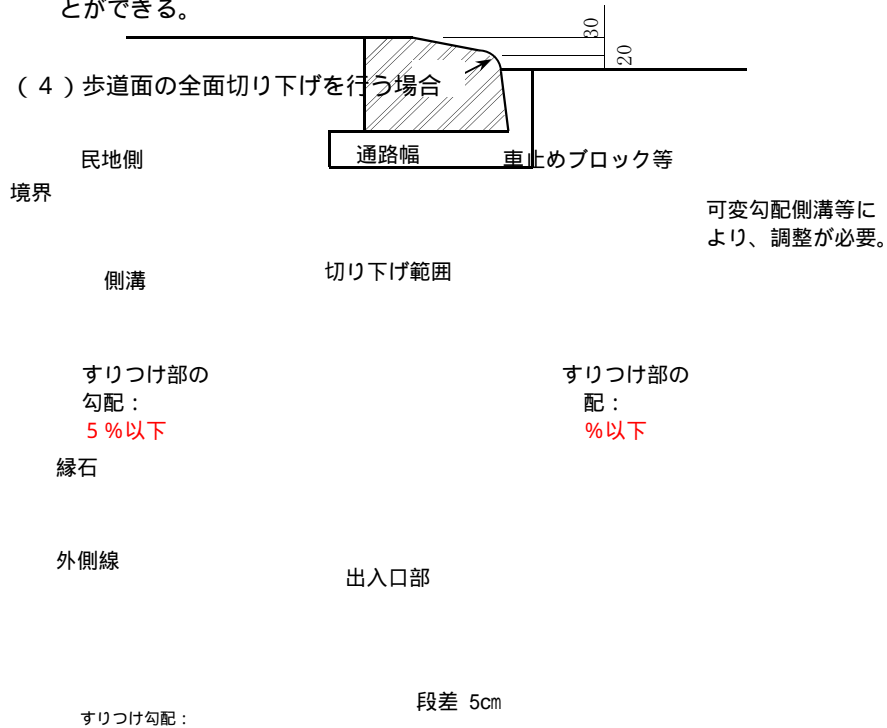 とができる。
30
20
(4)歩道面の全面切り下げを行う場合
民地側
通路幅
車止めブロック等
境界
可変勾配側溝等に
より、調整が必要。
側溝
切り下げ範囲
すりつけ部の
勾配:
5%以下
すりつけ部の
配:
%以下
縁石
外側線
出入口部
段差 5㎝
すりつけ勾配: